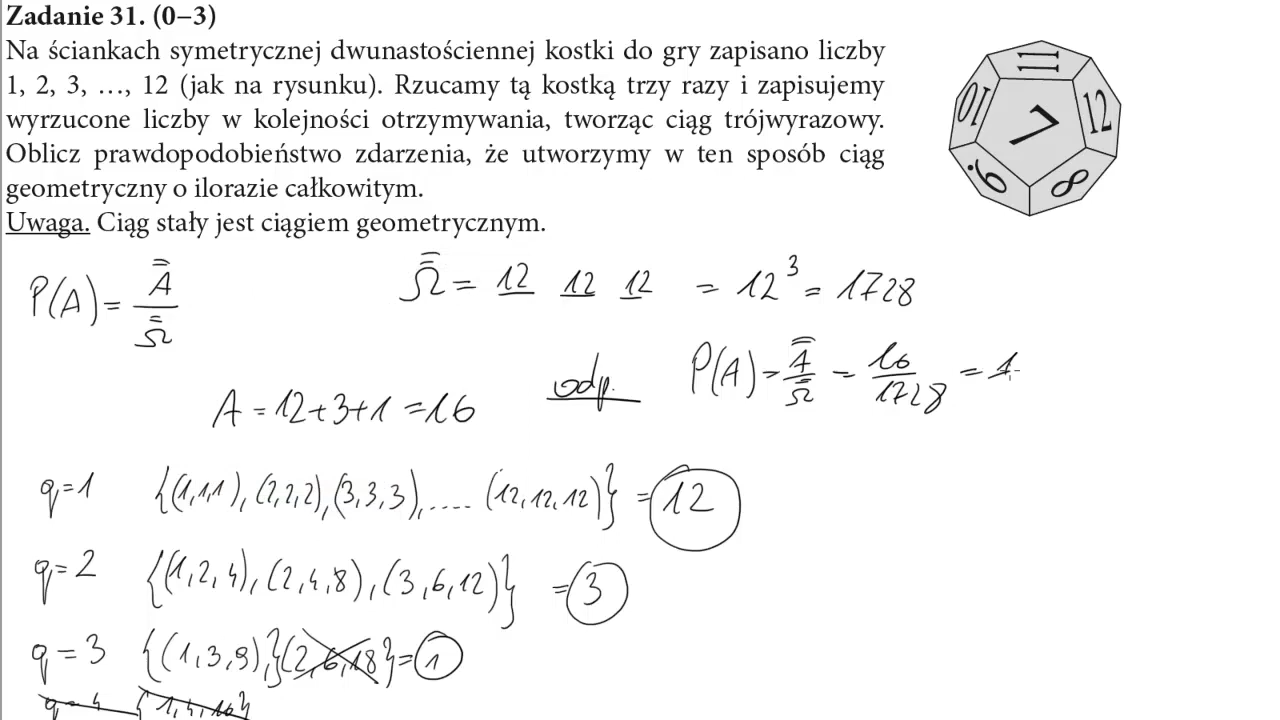 Zadanie 31. (0–3)
Na ściankach symetrycznej dwunastościennej kostki do gry zapisano liczby
1, 2, 3, …, 12 (jak na rysunku). Rzucamy tą kostką trzy razy i zapisujemy
wyrzucone liczby w kolejności otrzymywania, tworząc ciąg trójwyrazowy.
Oblicz prawdopodobieństwo zdarzenia, że utworzymy w ten sposób ciąg
geometryczny o ilorazie całkowitym.
Uwaga. Ciąg stały jest ciągiem geometrycznym.
11
10
12
7
9.
8
P(A) = A̿ / Ω̿
Ω̿ = 12 12 12 = 12³ = 1728
P(A) = A̿ / Ω̿ = 16/1728 = 1
odp.
A = 12+3+1 = 16
q=1 {(1,1,1), (2,2,2), (3,3,3), .... (12,12,12)} = 12
q=2 {(1,2,4), (2,4,8), (3,6,12)} = 3
q=3 {(1,3,9),}(2,6,18)} = 1
q=4 {1,4,16}